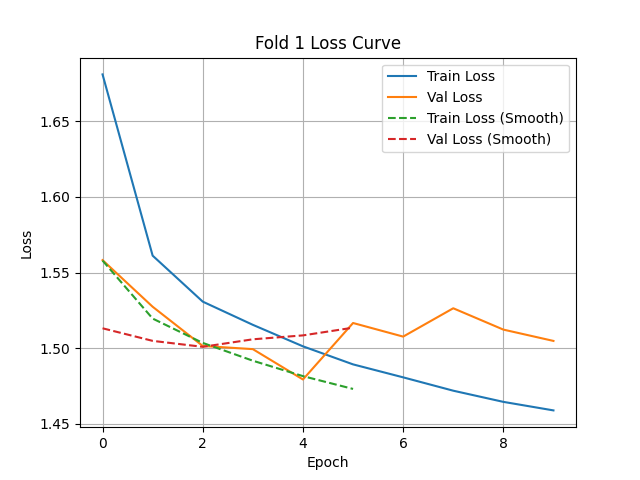 Fold 1 Loss Curve
Train Loss
Val Loss
Train Loss (Smooth)
Val Loss (Smooth)
1.65
1.60
1.55
1.50
1.45
Loss
0
2
4
6
8
Epoch